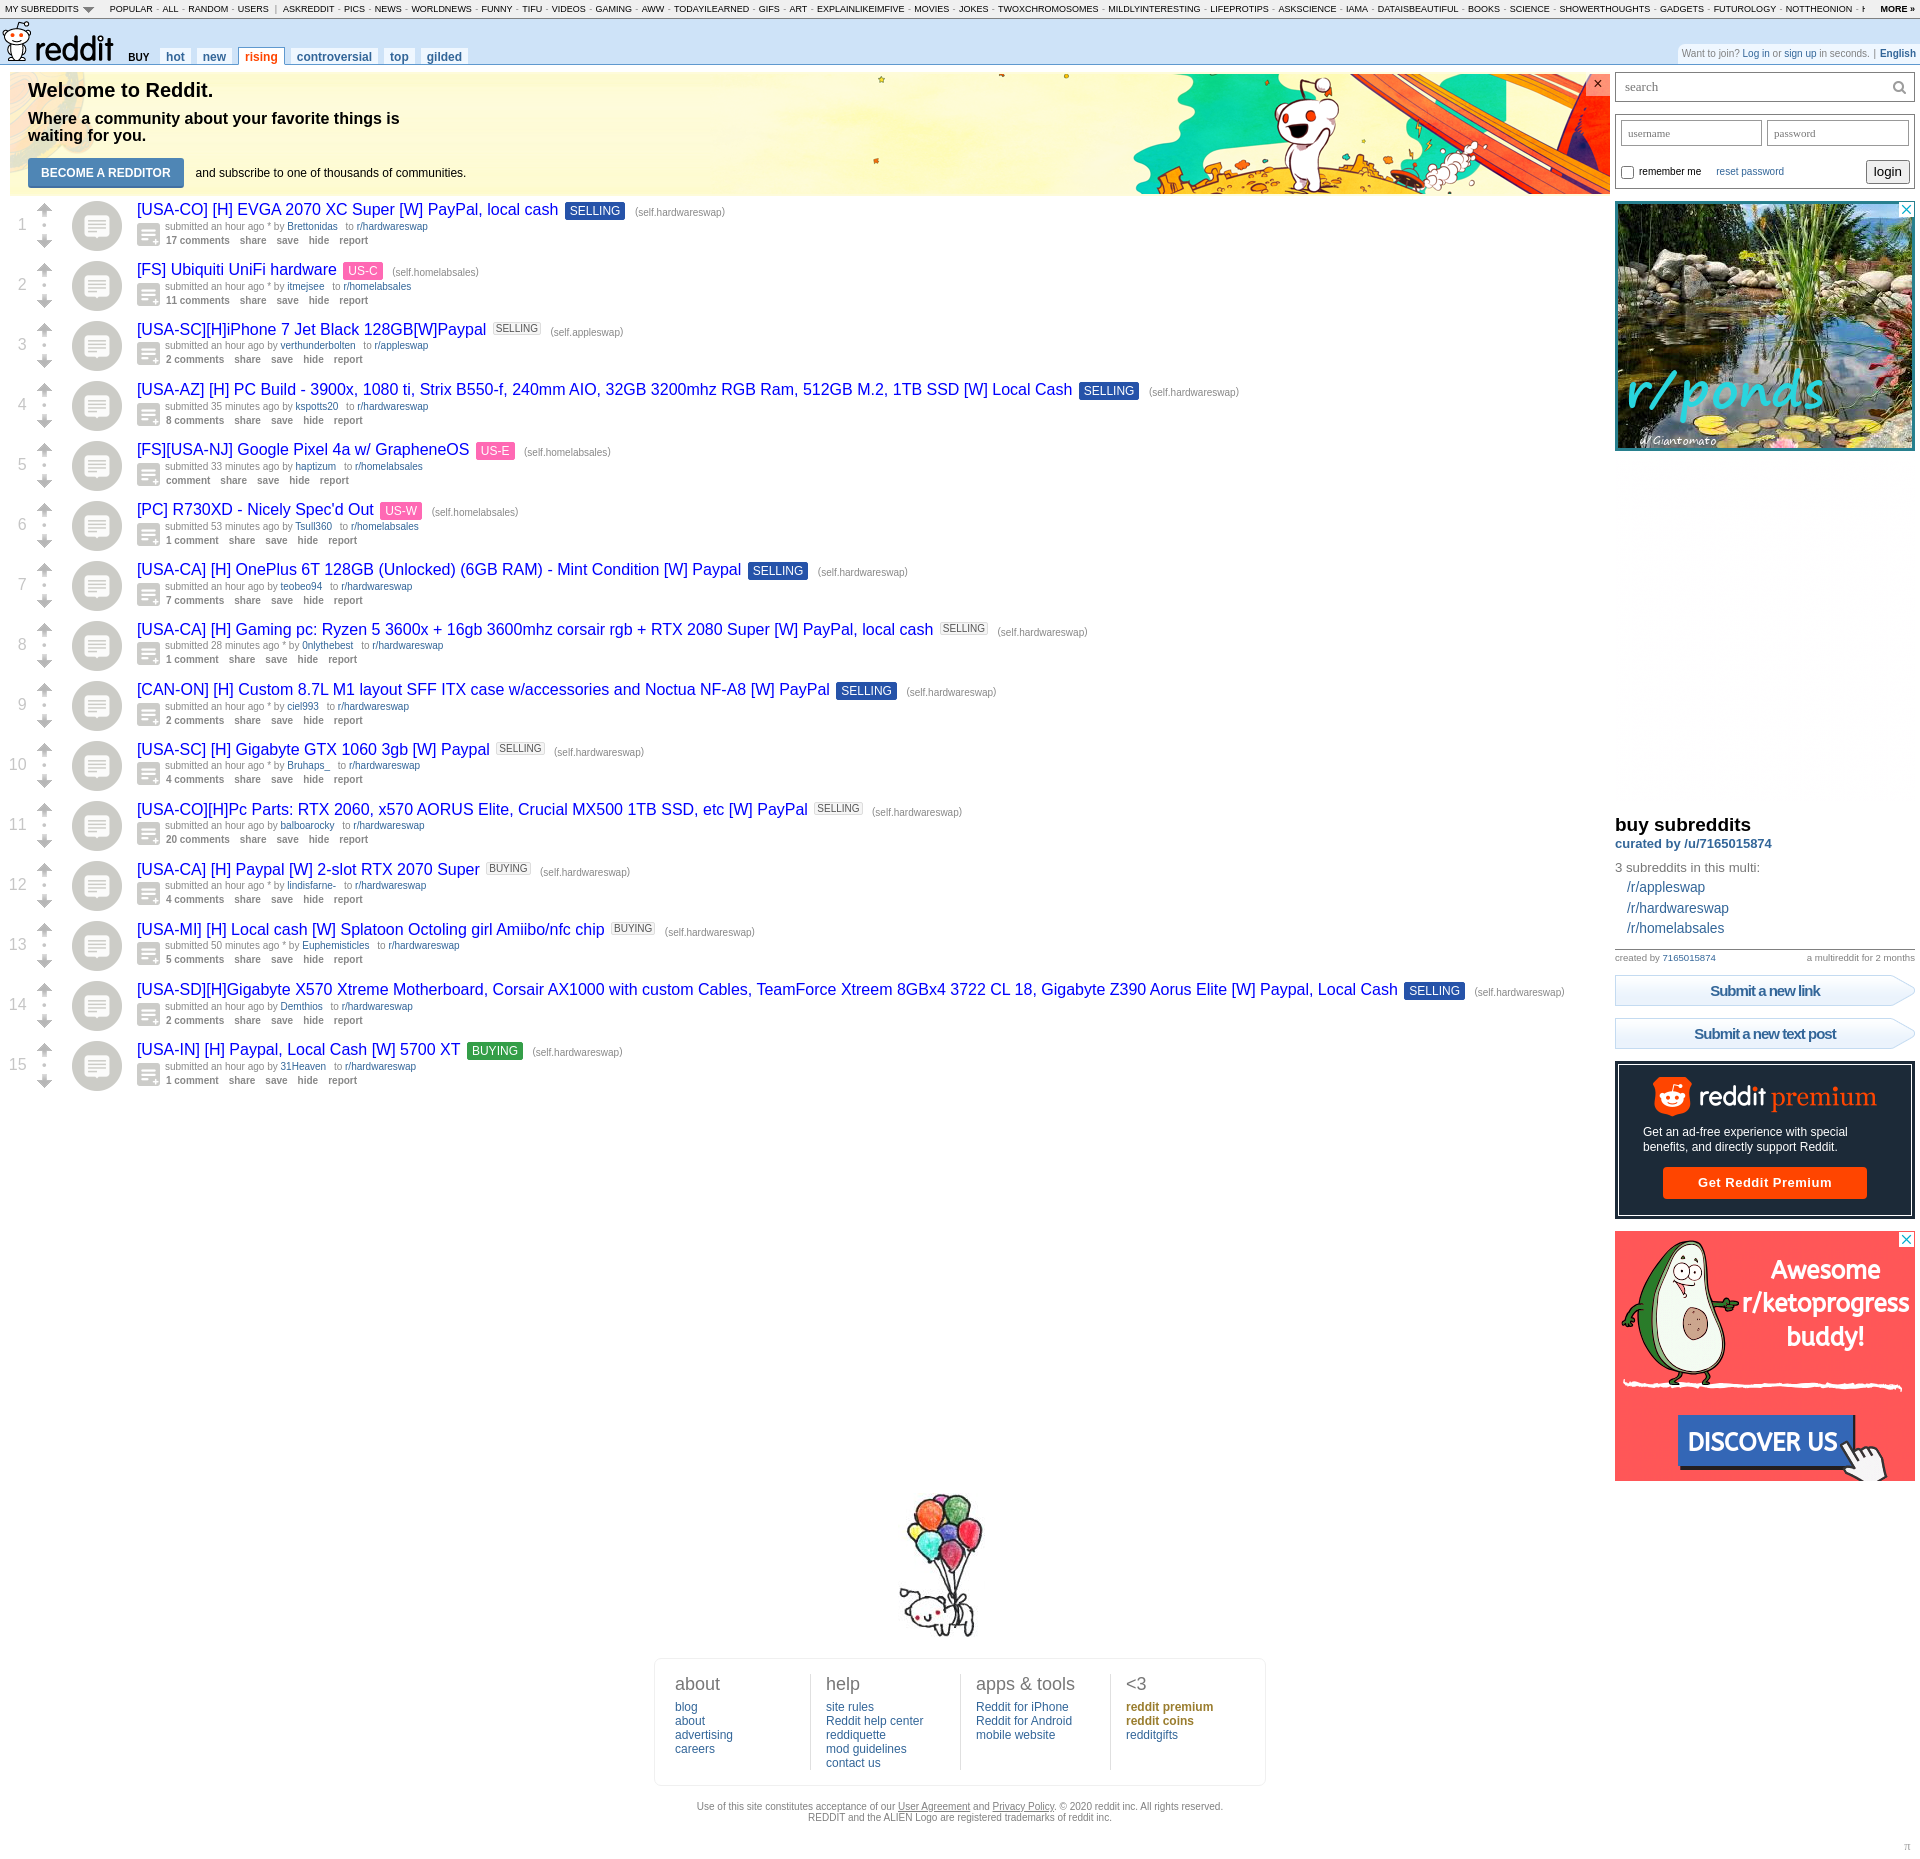 MY SUBREDDITS POPULAR - ALL - RANDOM - USERS | ASKREDDIT - PICS - NEWS - WORLDNEWS - FUNNY - TIFU - VIDEOS - GAMING - AWW - TODAYILEARNED - GIFS - ART - EXPLAINLIKEIMFIVE - MOVIES - JOKES - TWOXCHROMOSOMES - MILDLYINTERESTING - LIFEPROTIPS - ASKSCIENCE - IAMA - DATAISBEAUTIFUL - BOOKS - SCIENCE - SHOWERTHOUGHTS - GADGETS - FUTUROLOGY - NOTTHEONION - MORE »
reddit BUY hot new rising controversial top gilded
Want to join? Log in or sign up in seconds. | English
Welcome to Reddit.
Where a community about your favorite things is
waiting for you.
BECOME A REDDITOR and subscribe to one of thousands of communities.
×
1
[USA-CO] [H] EVGA 2070 XC Super [W] PayPal, local cash SELLING (self.hardwareswap)
submitted an hour ago * by Brettonidas to r/hardwareswap
17 comments share save hide report
2
[FS] Ubiquiti UniFi hardware US-C (self.homelabsales)
submitted an hour ago * by itmejsee to r/homelabsales
11 comments share save hide report
3
[USA-SC][H]iPhone 7 Jet Black 128GB[W]Paypal SELLING (self.appleswap)
submitted an hour ago by verthunderbolten to r/appleswap
2 comments share save hide report
4
[USA-AZ] [H] PC Build - 3900x, 1080 ti, Strix B550-f, 240mm AIO, 32GB 3200mhz RGB Ram, 512GB M.2, 1TB SSD [W] Local Cash SELLING (self.hardwareswap)
submitted 35 minutes ago by kspotts20 to r/hardwareswap
8 comments share save hide report
5
[FS][USA-NJ] Google Pixel 4a w/ GrapheneOS US-E (self.homelabsales)
submitted 33 minutes ago by haptizum to r/homelabsales
comment share save hide report
6
[PC] R730XD - Nicely Spec'd Out US-W (self.homelabsales)
submitted 53 minutes ago by Tsull360 to r/homelabsales
1 comment share save hide report
7
[USA-CA] [H] OnePlus 6T 128GB (Unlocked) (6GB RAM) - Mint Condition [W] Paypal SELLING (self.hardwareswap)
submitted an hour ago by teobeo94 to r/hardwareswap
7 comments share save hide report
8
[USA-CA] [H] Gaming pc: Ryzen 5 3600x + 16gb 3600mhz corsair rgb + RTX 2080 Super [W] PayPal, local cash SELLING (self.hardwareswap)
submitted 28 minutes ago * by 0nlythebest to r/hardwareswap
1 comment share save hide report
9
[CAN-ON] [H] Custom 8.7L M1 layout SFF ITX case w/accessories and Noctua NF-A8 [W] PayPal SELLING (self.hardwareswap)
submitted an hour ago * by ciel993 to r/hardwareswap
2 comments share save hide report
10
[USA-SC] [H] Gigabyte GTX 1060 3gb [W] Paypal SELLING (self.hardwareswap)
submitted an hour ago * by Bruhaps_ to r/hardwareswap
4 comments share save hide report
11
[USA-CO][H]Pc Parts: RTX 2060, x570 AORUS Elite, Crucial MX500 1TB SSD, etc [W] PayPal SELLING (self.hardwareswap)
submitted an hour ago by balboarocky to r/hardwareswap
20 comments share save hide report
12
[USA-CA] [H] Paypal [W] 2-slot RTX 2070 Super BUYING (self.hardwareswap)
submitted an hour ago * by lindisfarne- to r/hardwareswap
4 comments share save hide report
13
[USA-MI] [H] Local cash [W] Splatoon Octoling girl Amiibo/nfc chip BUYING (self.hardwareswap)
submitted 50 minutes ago * by Euphemisticles to r/hardwareswap
5 comments share save hide report
14
[USA-SD][H]Gigabyte X570 Xtreme Motherboard, Corsair AX1000 with custom Cables, TeamForce Xtreem 8GBx4 3722 CL 18, Gigabyte Z390 Aorus Elite [W] Paypal, Local Cash SELLING (self.hardwareswap)
submitted an hour ago by Demthios to r/hardwareswap
2 comments share save hide report
15
[USA-IN] [H] Paypal, Local Cash [W] 5700 XT BUYING (self.hardwareswap)
submitted an hour ago by 31Heaven to r/hardwareswap
1 comment share save hide report
search
username password
remember me reset password login
r/ponds
u/Giantomato
buy subreddits
curated by /u/7165015874
3 subreddits in this multi:
/r/appleswap
/r/hardwareswap
/r/homelabsales
created by 7165015874 a multireddit for 2 months
Submit a new link
Submit a new text post
reddit premium
Get an ad-free experience with special
benefits, and directly support Reddit.
Get Reddit Premium
Awesome
r/ketoprogress
buddy!
DISCOVER US
about
blog
about
advertising
careers
help
site rules
Reddit help center
reddiquette
mod guidelines
contact us
apps & tools
Reddit for iPhone
Reddit for Android
mobile website
<3
reddit premium
reddit coins
redditgifts
Use of this site constitutes acceptance of our User Agreement and Privacy Policy. © 2020 reddit inc. All rights reserved.
REDDIT and the ALIEN Logo are registered trademarks of reddit inc.
π